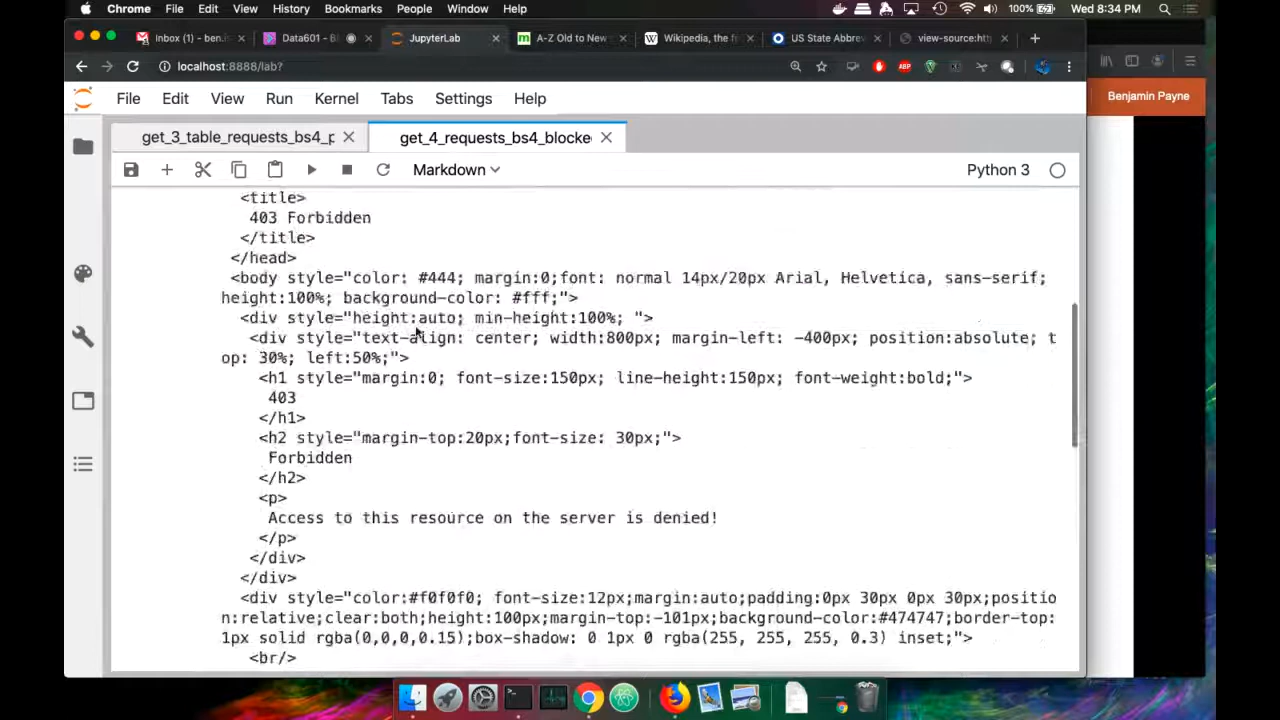 Chrome File Edit View History Bookmarks People Window Help 100% Wed 8:34 PM
Inbox (1) - ben.is Data601 - Bl JupyterLab A-Z Old to New Wikipedia, the f US State Abbrev view-source:htt
localhost:8888/lab?
ABP
Benjamin Payne
File Edit View Run Kernel Tabs Settings Help
get_3_table_requests_bs4_p get_4_requests_bs4_blocke
Markdown Python 3
<title>
403 Forbidden
</title>
</head>
<body style="color: #444; margin:0;font: normal 14px/20px Arial, Helvetica, sans-serif;
height:100%; background-color: #fff;">
<div style="height:auto; min-height:100%; ">
<div style="text-align: center; width:800px; margin-left: -400px; position:absolute; t
op: 30%; left:50%;">
<h1 style="margin:0; font-size:150px; line-height:150px; font-weight:bold;">
403
</h1>
<h2 style="margin-top:20px;font-size: 30px;">
Forbidden
</h2>
<p>
Access to this resource on the server is denied!
</p>
</div>
</div>
<div style="color:#f0f0f0; font-size:12px;margin:auto;padding:0px 30px 0px 30px;positio
n:relative;clear:both;height:100px;margin-top:-101px;background-color:#474747;border-top:
1px solid rgba(0,0,0,0.15);box-shadow: 0 1px 0 rgba(255, 255, 255, 0.3) inset;">
<br/>